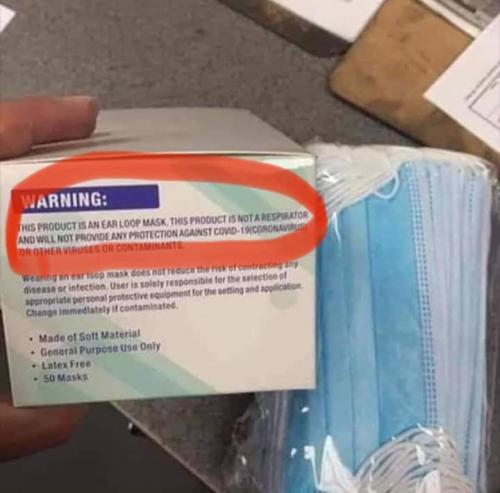 WARNING:
THIS PRODUCT IS AN EAR LOOP MASK. THIS PRODUCT IS NOT A RESPIRATOR
AND WILL NOT PROVIDE ANY PROTECTION AGAINST COVID-19(CORONAVIRUS)
OR OTHER VIRUSES OR CONTAMINANTS.
Wearing an ear loop mask does not reduce the risk of contracting any
disease or infection. User is solely responsible for the selection of
appropriate personal protective equipment for the setting and application.
Change immediately if contaminated.
• Made of Soft Material
• General Purpose Use Only
• Latex Free
• 50 Masks